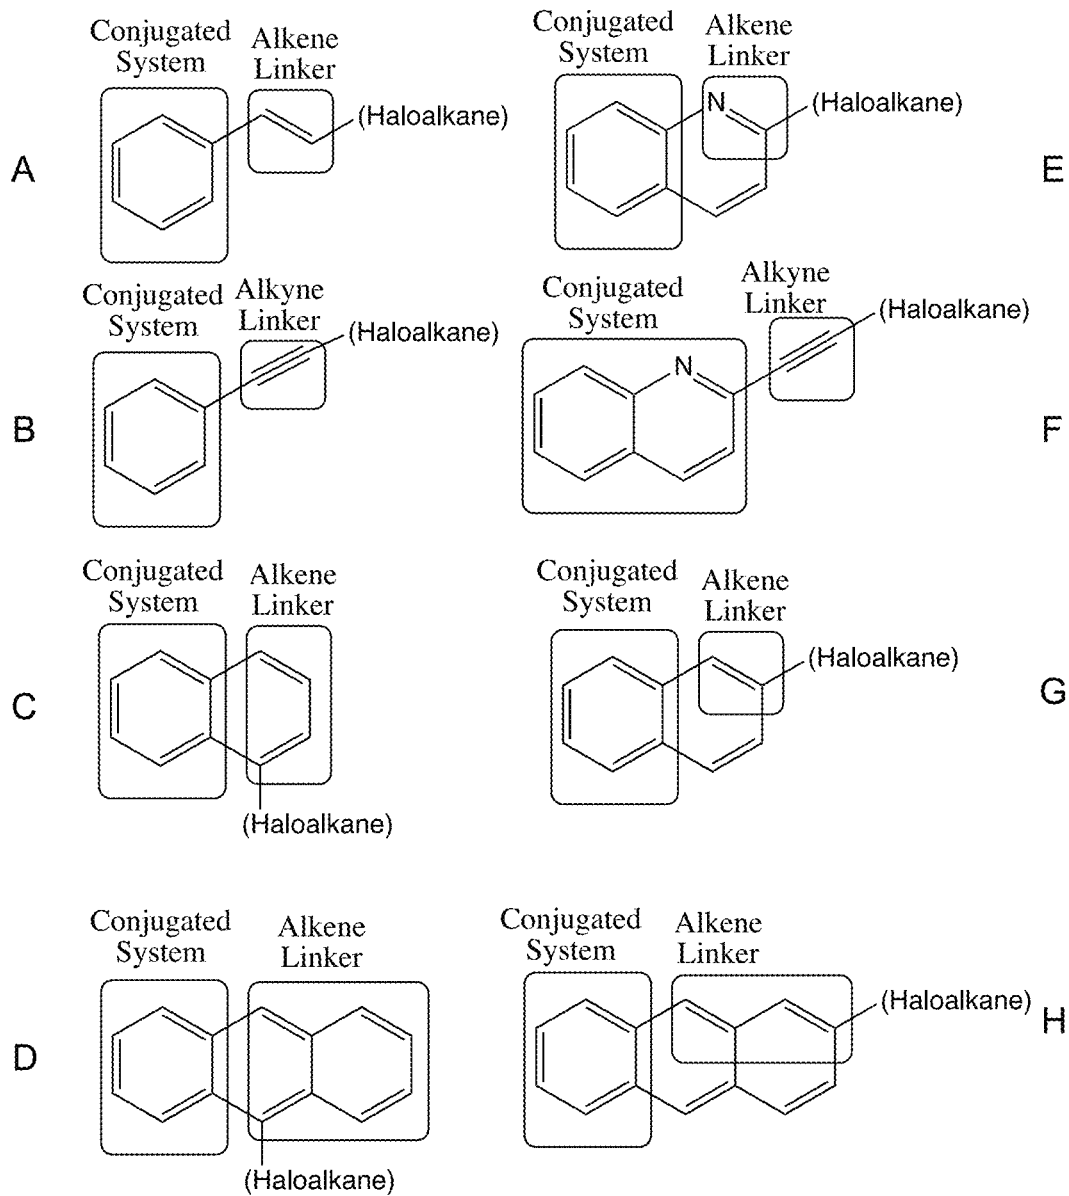 Conjugated
System
Alkene
Linker
(Haloalkane)
A
Conjugated
System
Alkene
Linker
N
(Haloalkane)
E
Conjugated
System
Alkyne
Linker
(Haloalkane)
B
Conjugated
System
Alkyne
Linker
(Haloalkane)
N
F
Conjugated
System
Alkene
Linker
C
(Haloalkane)
Conjugated
System
Alkene
Linker
(Haloalkane)
G
Conjugated
System
Alkene
Linker
D
(Haloalkane)
Conjugated
System
Alkene
Linker
(Haloalkane)
H